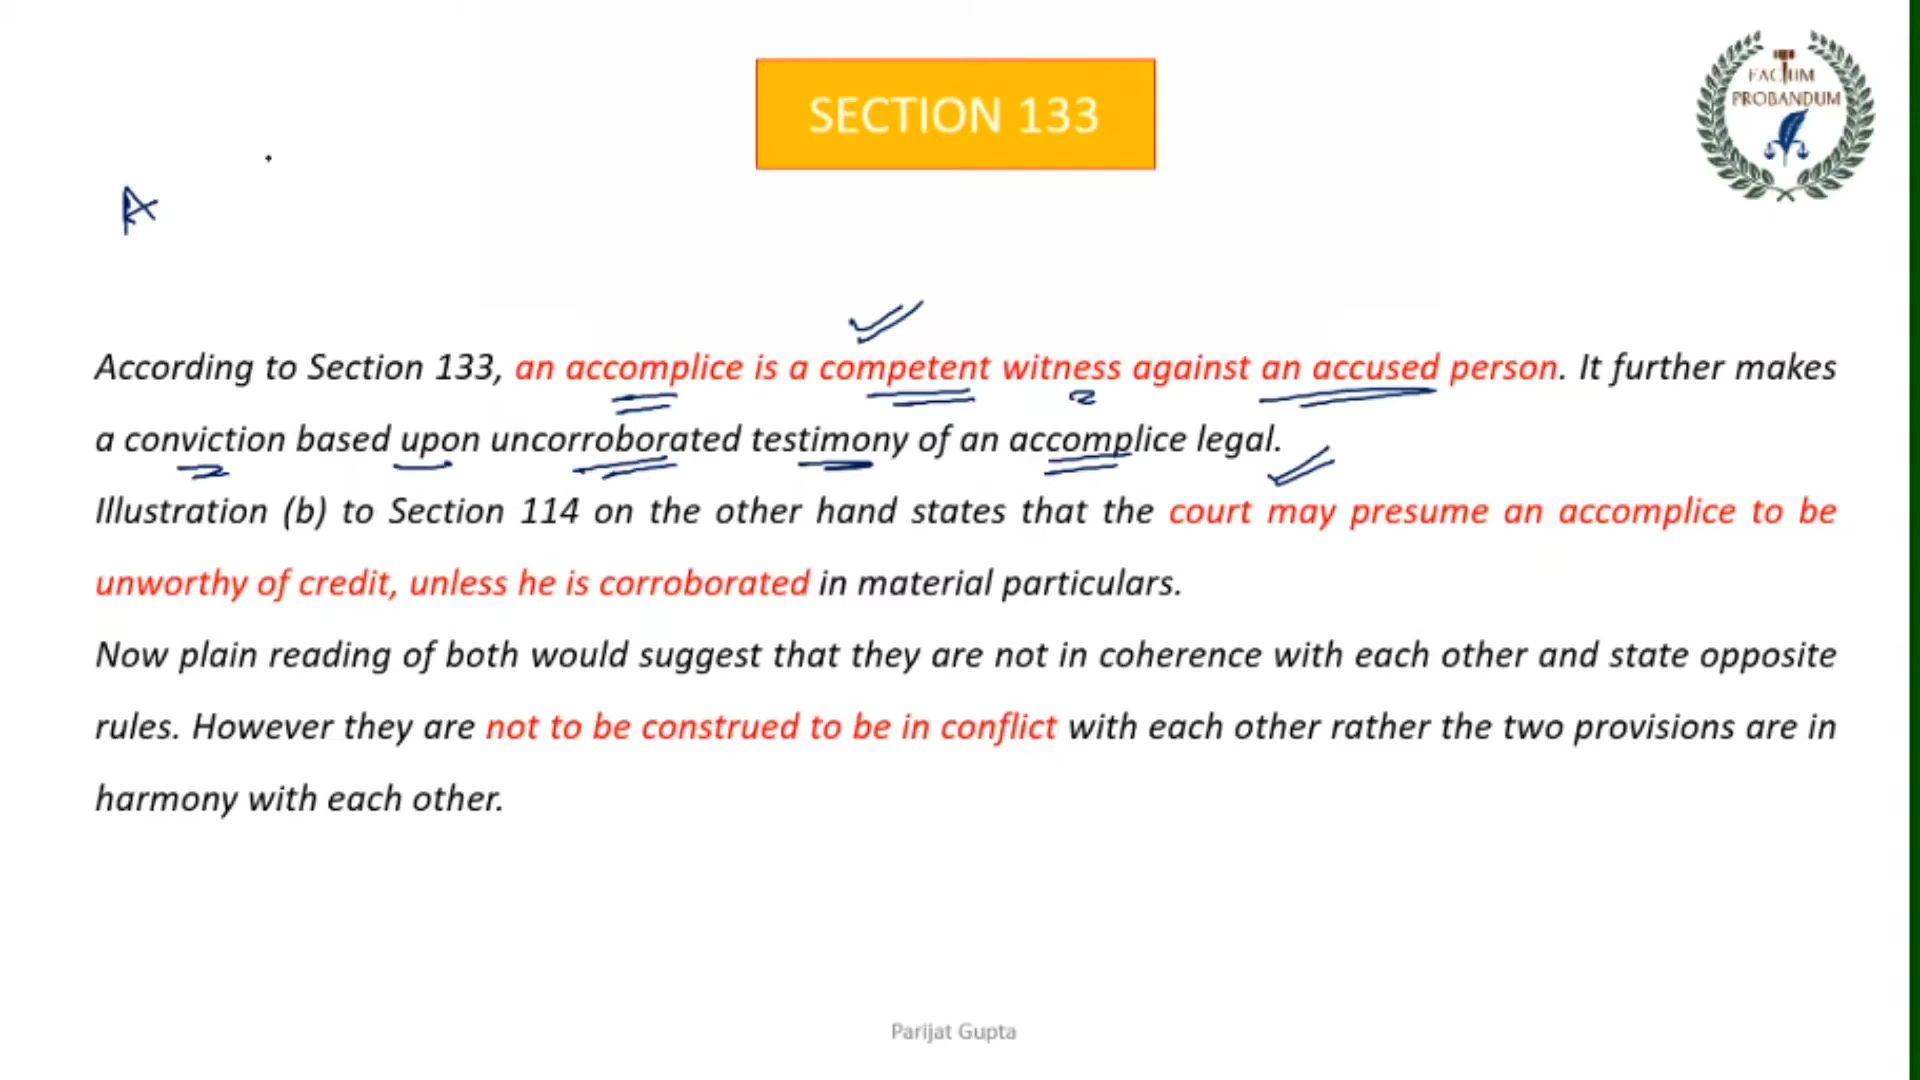 SECTION 133
FACTUM
PROBANDUM
A
According to Section 133, an accomplice is a competent witness against an accused person. It further makes
a conviction based upon uncorroborated testimony of an accomplice legal.
Illustration (b) to Section 114 on the other hand states that the court may presume an accomplice to be
unworthy of credit, unless he is corroborated in material particulars.
Now plain reading of both would suggest that they are not in coherence with each other and state opposite
rules. However they are not to be construed to be in conflict with each other rather the two provisions are in
harmony with each other.
Parijat Gupta